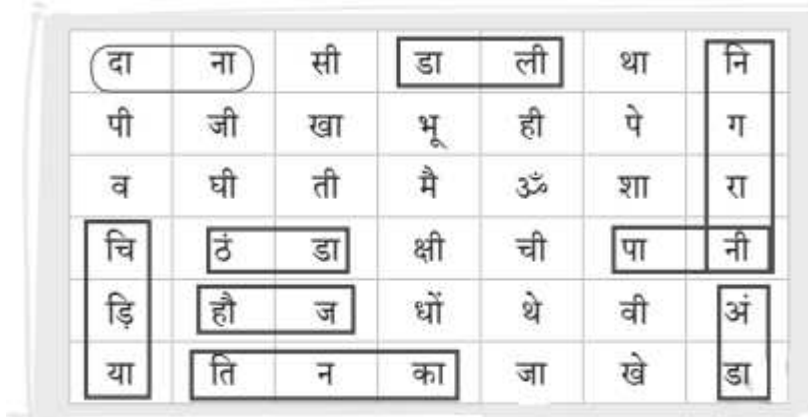 दा ना सी डा ली था नि
पी जी खा भू ही पे ग
व घी ती मै ॐ शा रा
चि ठं डा क्षी ची पा नी
ड़ि हौ ज धों थे वी अं
या ति न का जा खे डा